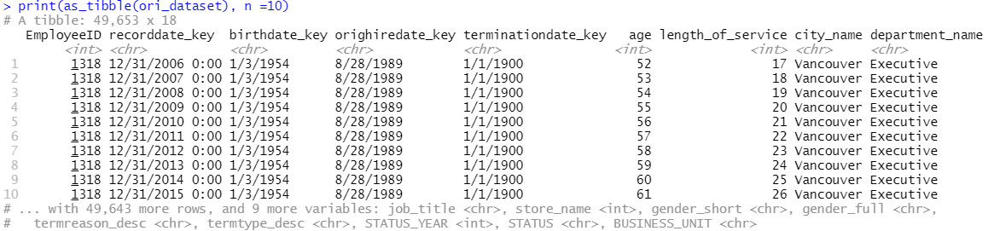 > print(as_tibble(ori_dataset), n =10)
# A tibble: 49,653 x 18
EmployeeID recorddate_key birthdate_key orighiredate_key terminationdate_key age length_of_service city_name department_name
<int> <chr> <chr> <chr> <chr> <int> <int> <chr> <chr>
1 1318 12/31/2006 0:00 1/3/1954 8/28/1989 1/1/1900 52 17 Vancouver Executive
2 1318 12/31/2007 0:00 1/3/1954 8/28/1989 1/1/1900 53 18 Vancouver Executive
3 1318 12/31/2008 0:00 1/3/1954 8/28/1989 1/1/1900 54 19 Vancouver Executive
4 1318 12/31/2009 0:00 1/3/1954 8/28/1989 1/1/1900 55 20 Vancouver Executive
5 1318 12/31/2010 0:00 1/3/1954 8/28/1989 1/1/1900 56 21 Vancouver Executive
6 1318 12/31/2011 0:00 1/3/1954 8/28/1989 1/1/1900 57 22 Vancouver Executive
7 1318 12/31/2012 0:00 1/3/1954 8/28/1989 1/1/1900 58 23 Vancouver Executive
8 1318 12/31/2013 0:00 1/3/1954 8/28/1989 1/1/1900 59 24 Vancouver Executive
9 1318 12/31/2014 0:00 1/3/1954 8/28/1989 1/1/1900 60 25 Vancouver Executive
10 1318 12/31/2015 0:00 1/3/1954 8/28/1989 1/1/1900 61 26 Vancouver Executive
# ... with 49,643 more rows, and 9 more variables: job_title <chr>, store_name <int>, gender_short <chr>, gender_full <chr>,
# termreason_desc <chr>, termtype_desc <chr>, STATUS_YEAR <int>, STATUS <chr>, BUSINESS_UNIT <chr>